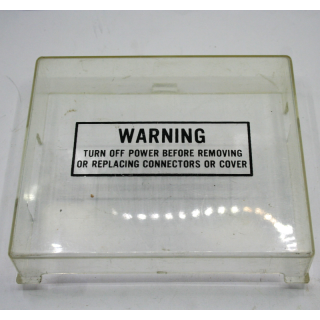 WARNING
TURN OFF POWER BEFORE REMOVING
OR REPLACING CONNECTORS OR COVER